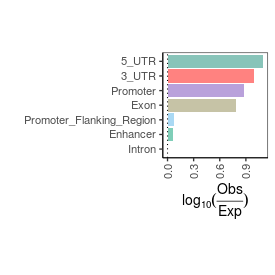 5_UTR
3_UTR
Promoter
Exon
Promoter_Flanking_Region
Enhancer
Intron
0.0 0.3 0.6 0.9
log10(Obs/Exp)